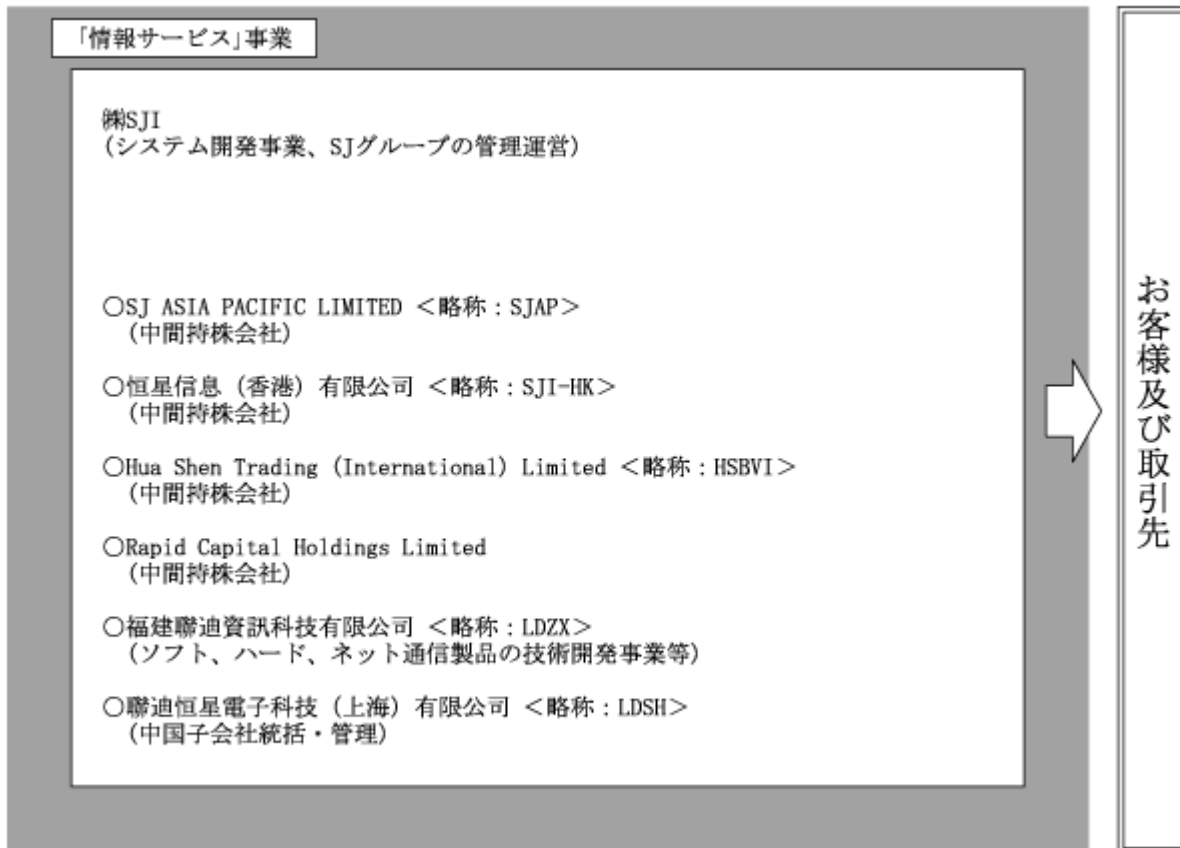 「情報サービス」事業
㈱SJI
(システム開発事業、SJグループの管理運営)
○SJ ASIA PACIFIC LIMITED ＜略称：SJAP＞
(中間持株会社)
○恒星信息（香港）有限公司 ＜略称：SJI-HK＞
(中間持株会社)
○Hua Shen Trading (International) Limited ＜略称：HSBVI＞
(中間持株会社)
○Rapid Capital Holdings Limited
(中間持株会社)
○福建聯迪資訊科技有限公司 ＜略称：LDZX＞
(ソフト、ハード、ネット通信製品の技術開発事業等)
○聯迪恒星電子科技（上海）有限公司 ＜略称：LDSH＞
(中国子会社統括・管理)
お客様及び取引先